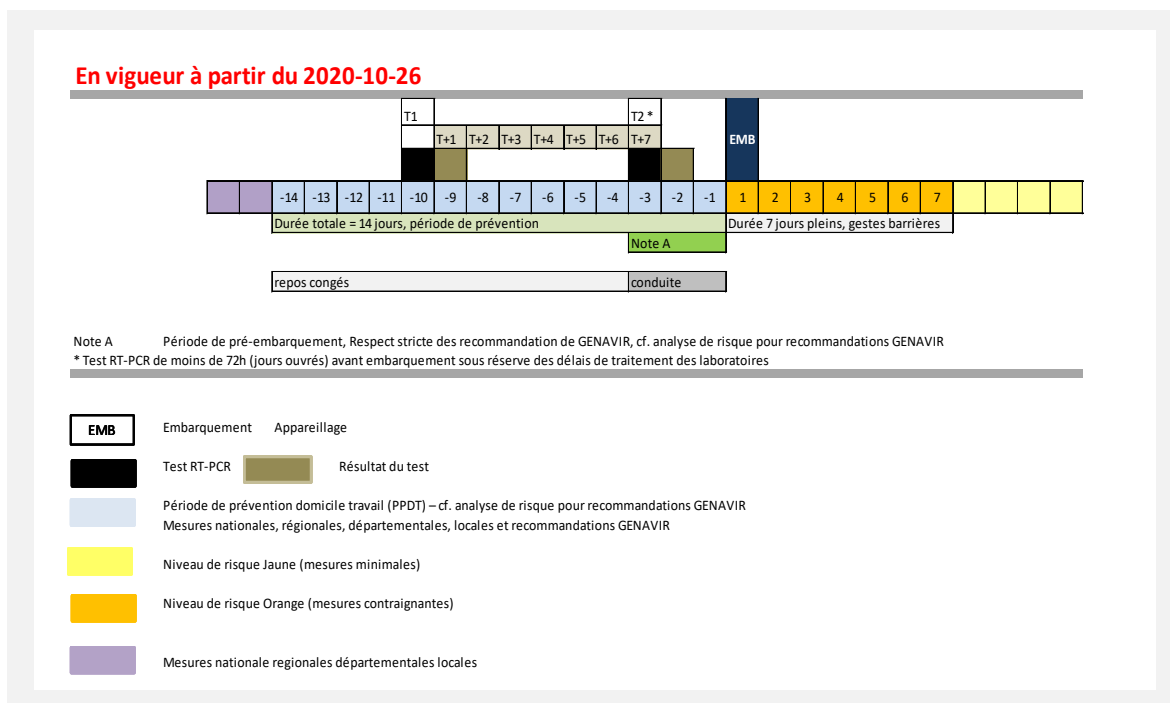 En vigueur à partir du 2020-10-26
T1 T2 *
T+1 T+2 T+3 T+4 T+5 T+6 T+7 EMB
-14 -13 -12 -11 -10 -9 -8 -7 -6 -5 -4 -3 -2 -1 1 2 3 4 5 6 7
Durée totale = 14 jours, période de prévention Durée 7 jours pleins, gestes barrières
Note A
repos congés conduite
Note A Période de pré-embarquement, Respect stricte des recommandation de GENAVIR, cf. analyse de risque pour recommandations GENAVIR
* Test RT-PCR de moins de 72h (jours ouvrés) avant embarquement sous réserve des délais de traitement des laboratoires
EMB Embarquement Appareillage
Test RT-PCR Résultat du test
Période de prévention domicile travail (PPDT) – cf. analyse de risque pour recommandations GENAVIR
Mesures nationales, régionales, départementales, locales et recommandations GENAVIR
Niveau de risque Jaune (mesures minimales)
Niveau de risque Orange (mesures contraignantes)
Mesures nationale regionales départementales locales